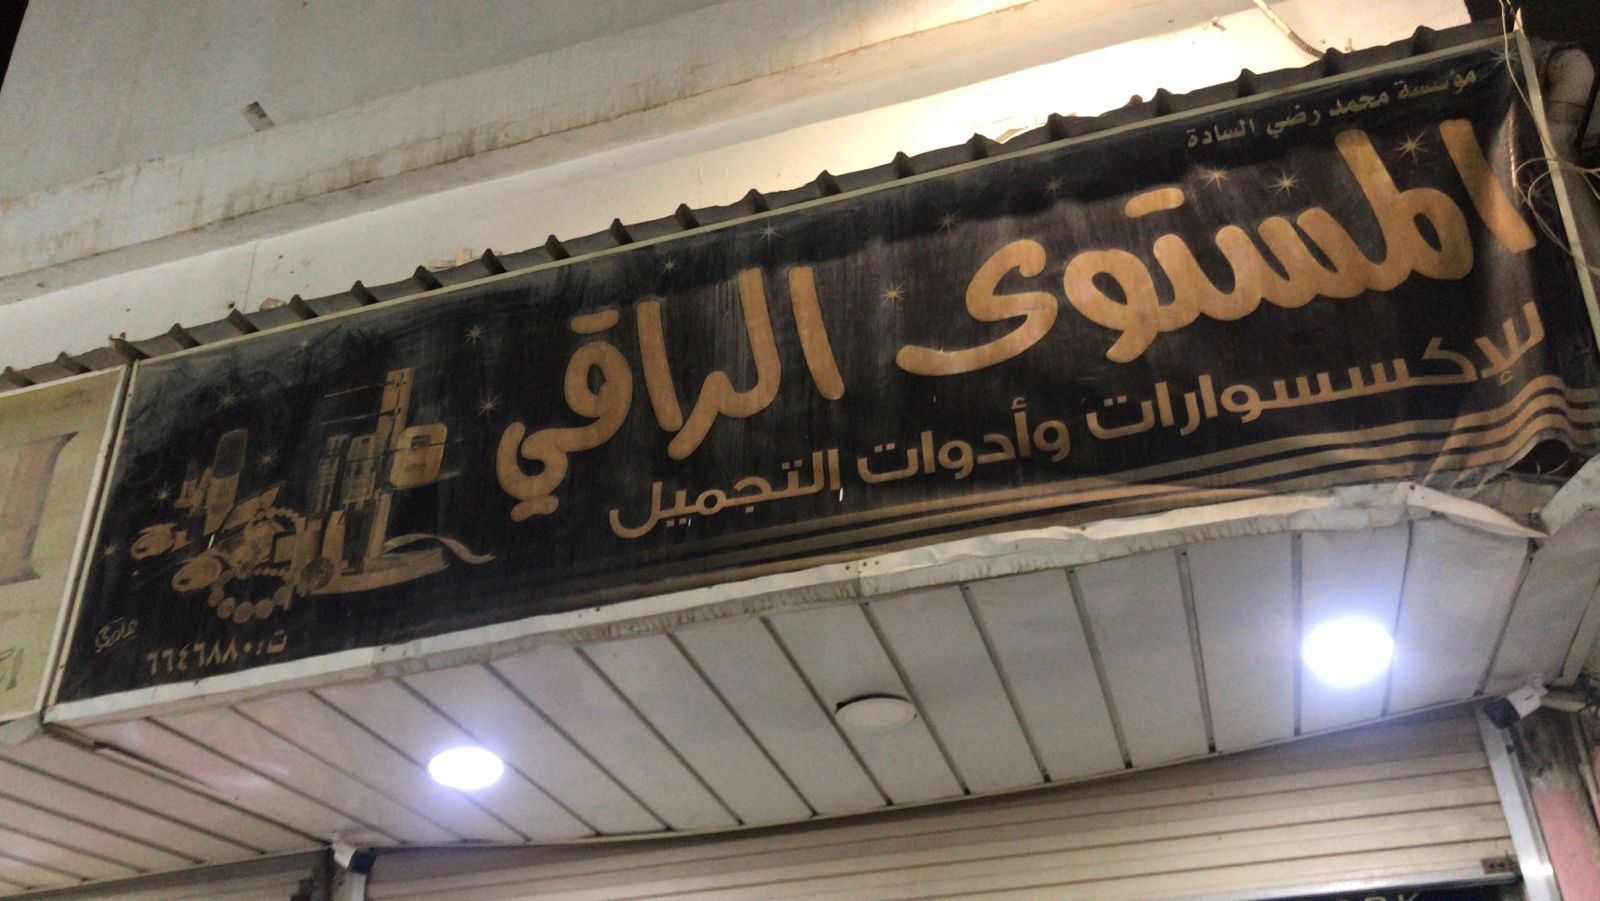 مؤسسة محمد رضي السادة
المستوى الراقي
للإكسسوارات وأدوات التجميل
ت: ٦٦٤٦٨٨٠